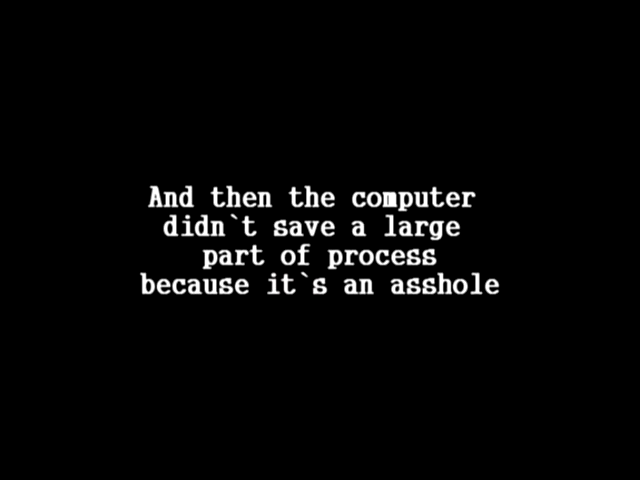 And then the computer
didn`t save a large
part of process
because it`s an asshole